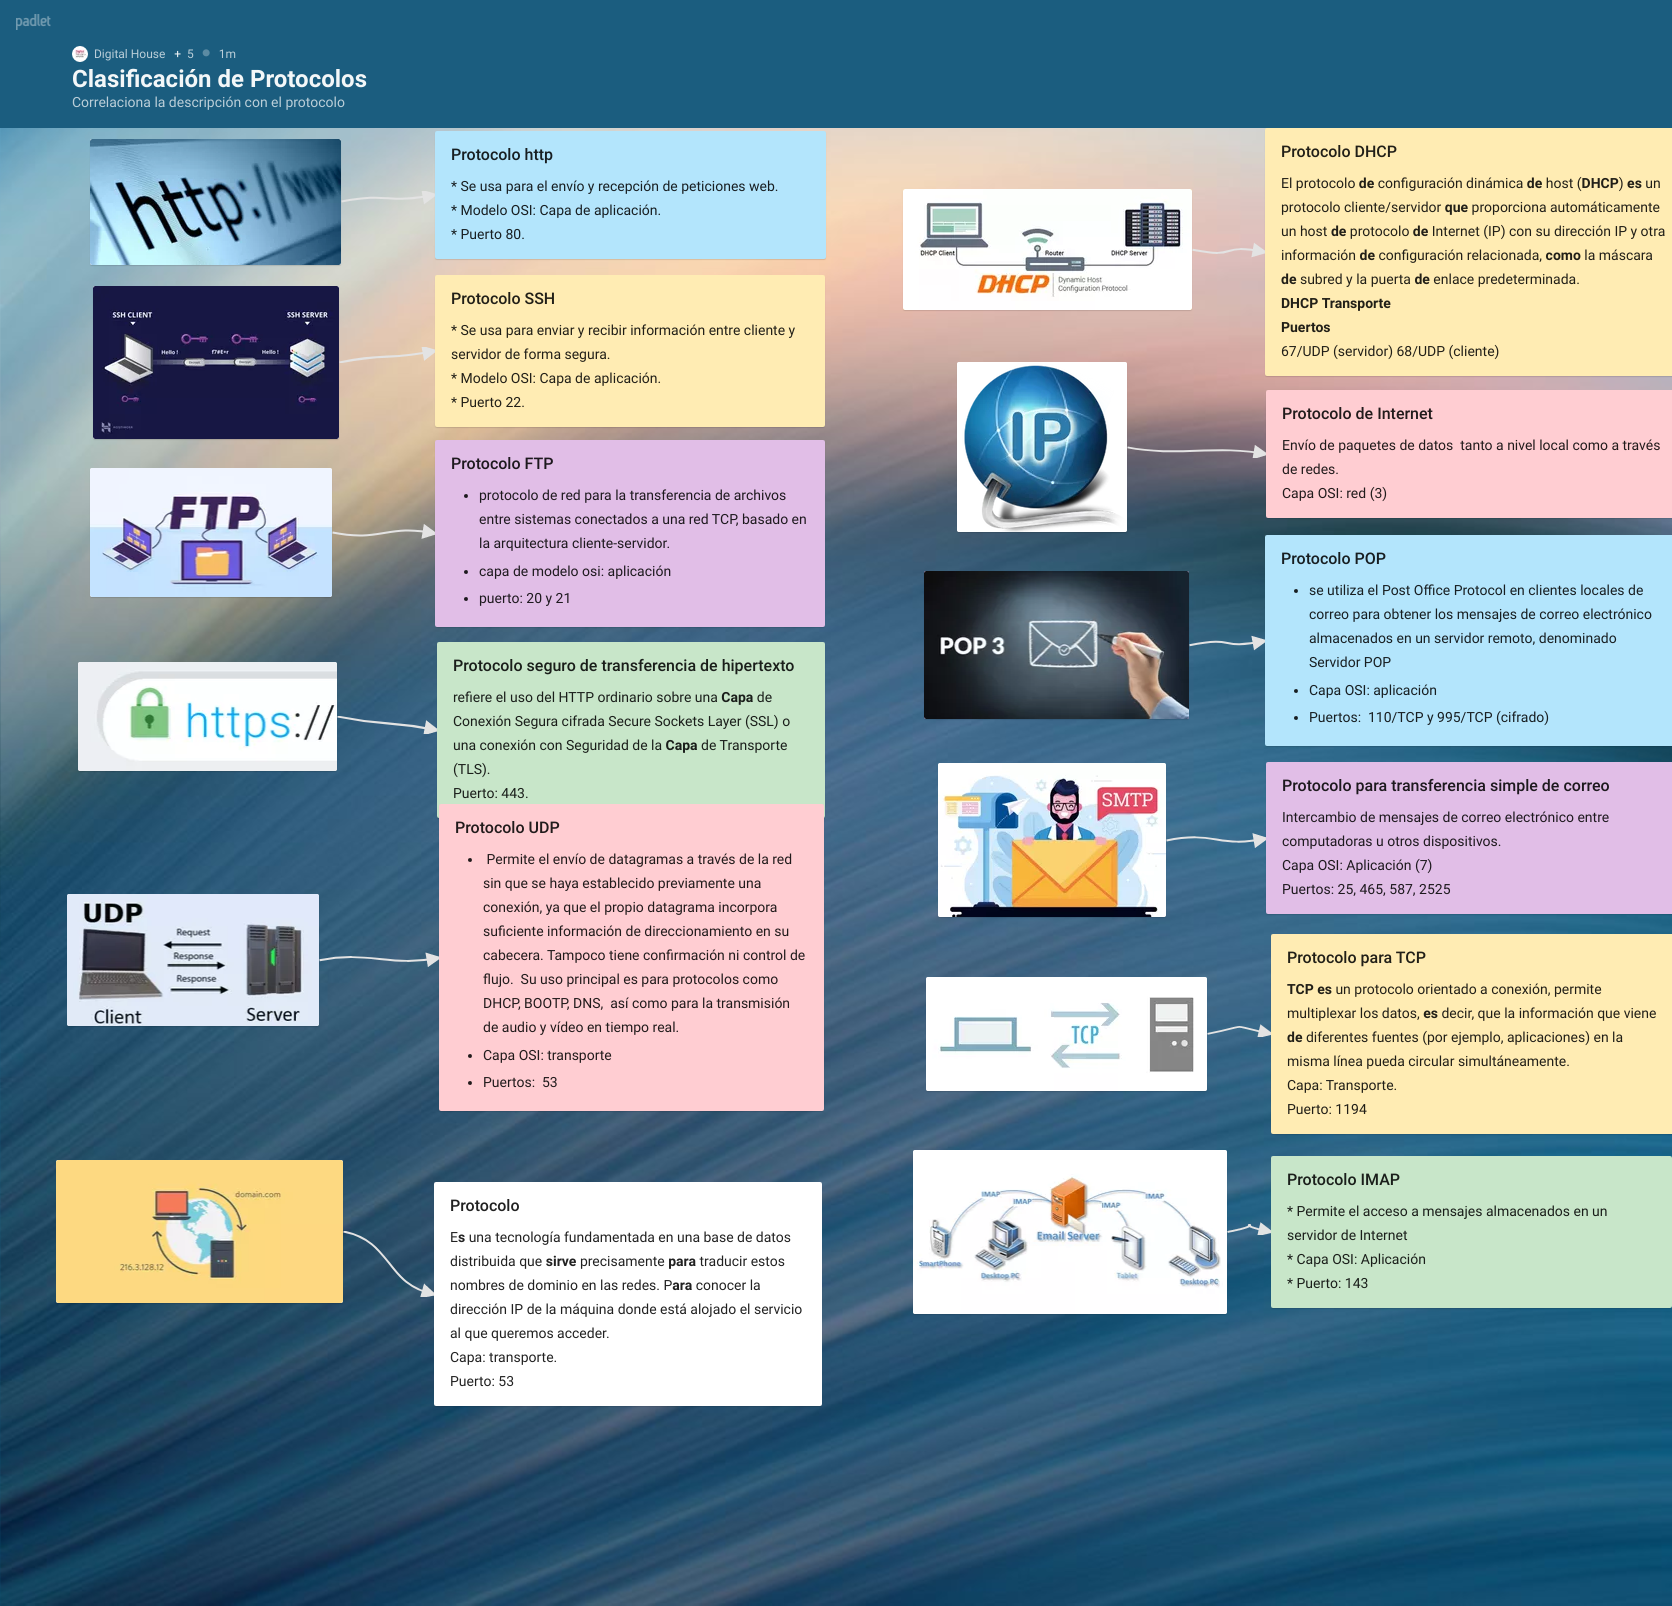 padlet
Digital House + 5 1m
Clasificación de Protocolos
Correlaciona la descripción con el protocolo
http://www
Protocolo http
* Se usa para el envío y recepción de peticiones web.
* Modelo OSI: Capa de aplicación.
* Puerto 80.
SSH CLIENT
SSH SERVER
Hello !
f7#E+r
Hello !
Protocolo SSH
* Se usa para enviar y recibir información entre cliente y
servidor de forma segura.
* Modelo OSI: Capa de aplicación.
* Puerto 22.
FTP
Protocolo FTP
• protocolo de red para la transferencia de archivos
entre sistemas conectados a una red TCP, basado en
la arquitectura cliente-servidor.
• capa de modelo osi: aplicación
• puerto: 20 y 21
https://
Protocolo seguro de transferencia de hipertexto
refiere el uso del HTTP ordinario sobre una Capa de
Conexión Segura cifrada Secure Sockets Layer (SSL) o
una conexión con Seguridad de la Capa de Transporte
(TLS).
Puerto: 443.
UDP
Request
Response
Response
Client
Server
Protocolo UDP
• Permite el envío de datagramas a través de la red
sin que se haya establecido previamente una
conexión, ya que el propio datagrama incorpora
suficiente información de direccionamiento en su
cabecera. Tampoco tiene confirmación ni control de
flujo. Su uso principal es para protocolos como
DHCP, BOOTP, DNS, así como para la transmisión
de audio y vídeo en tiempo real.
• Capa OSI: transporte
• Puertos: 53
domain.com
216.3.128.12
Protocolo
Es una tecnología fundamentada en una base de datos
distribuida que sirve precisamente para traducir estos
nombres de dominio en las redes. Para conocer la
dirección IP de la máquina donde está alojado el servicio
al que queremos acceder.
Capa: transporte.
Puerto: 53
DHCP Client
Router
DHCP Server
DHCP
Dynamic Host
Configuration Protocol
Protocolo DHCP
El protocolo de configuración dinámica de host (DHCP) es un
protocolo cliente/servidor que proporciona automáticamente
un host de protocolo de Internet (IP) con su dirección IP y otra
información de configuración relacionada, como la máscara
de subred y la puerta de enlace predeterminada.
DHCP Transporte
Puertos
67/UDP (servidor) 68/UDP (cliente)
IP
Protocolo de Internet
Envío de paquetes de datos tanto a nivel local como a través
de redes.
Capa OSI: red (3)
POP 3
Protocolo POP
• se utiliza el Post Office Protocol en clientes locales de
correo para obtener los mensajes de correo electrónico
almacenados en un servidor remoto, denominado
Servidor POP
• Capa OSI: aplicación
• Puertos: 110/TCP y 995/TCP (cifrado)
SMTP
Protocolo para transferencia simple de correo
Intercambio de mensajes de correo electrónico entre
computadoras u otros dispositivos.
Capa OSI: Aplicación (7)
Puertos: 25, 465, 587, 2525
TCP
Protocolo para TCP
TCP es un protocolo orientado a conexión, permite
multiplexar los datos, es decir, que la información que viene
de diferentes fuentes (por ejemplo, aplicaciones) en la
misma línea pueda circular simultáneamente.
Capa: Transporte.
Puerto: 1194
IMAP
IMAP
IMAP
IMAP
Email Server
SmartPhone
Desktop PC
Tablet
Desktop PC
Protocolo IMAP
* Permite el acceso a mensajes almacenados en un
servidor de Internet
* Capa OSI: Aplicación
* Puerto: 143